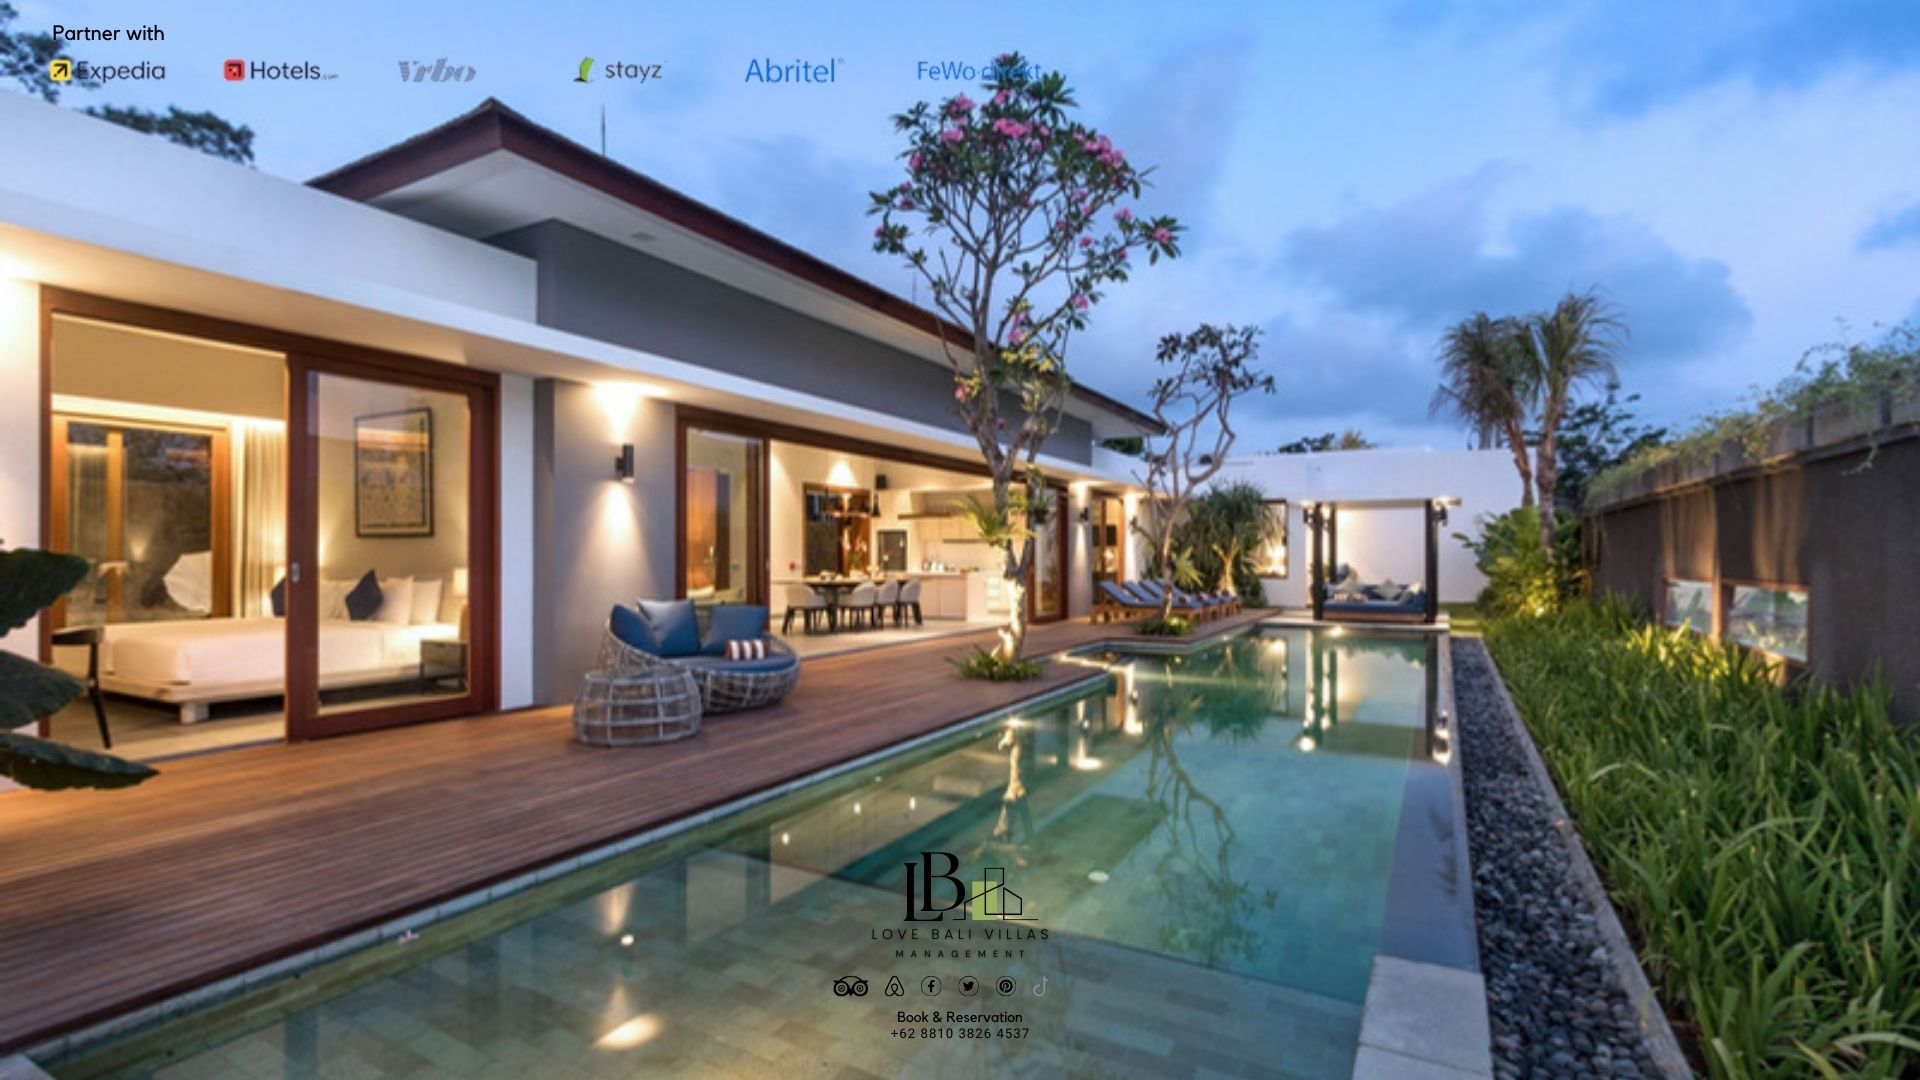 Partner with
Expedia
Hotels.com
Vrbo
stayz
Abritel
FeWo-direkt
LB
LOVE BALI VILLAS
MANAGEMENT
Book & Reservation
+62 8810 3826 4537